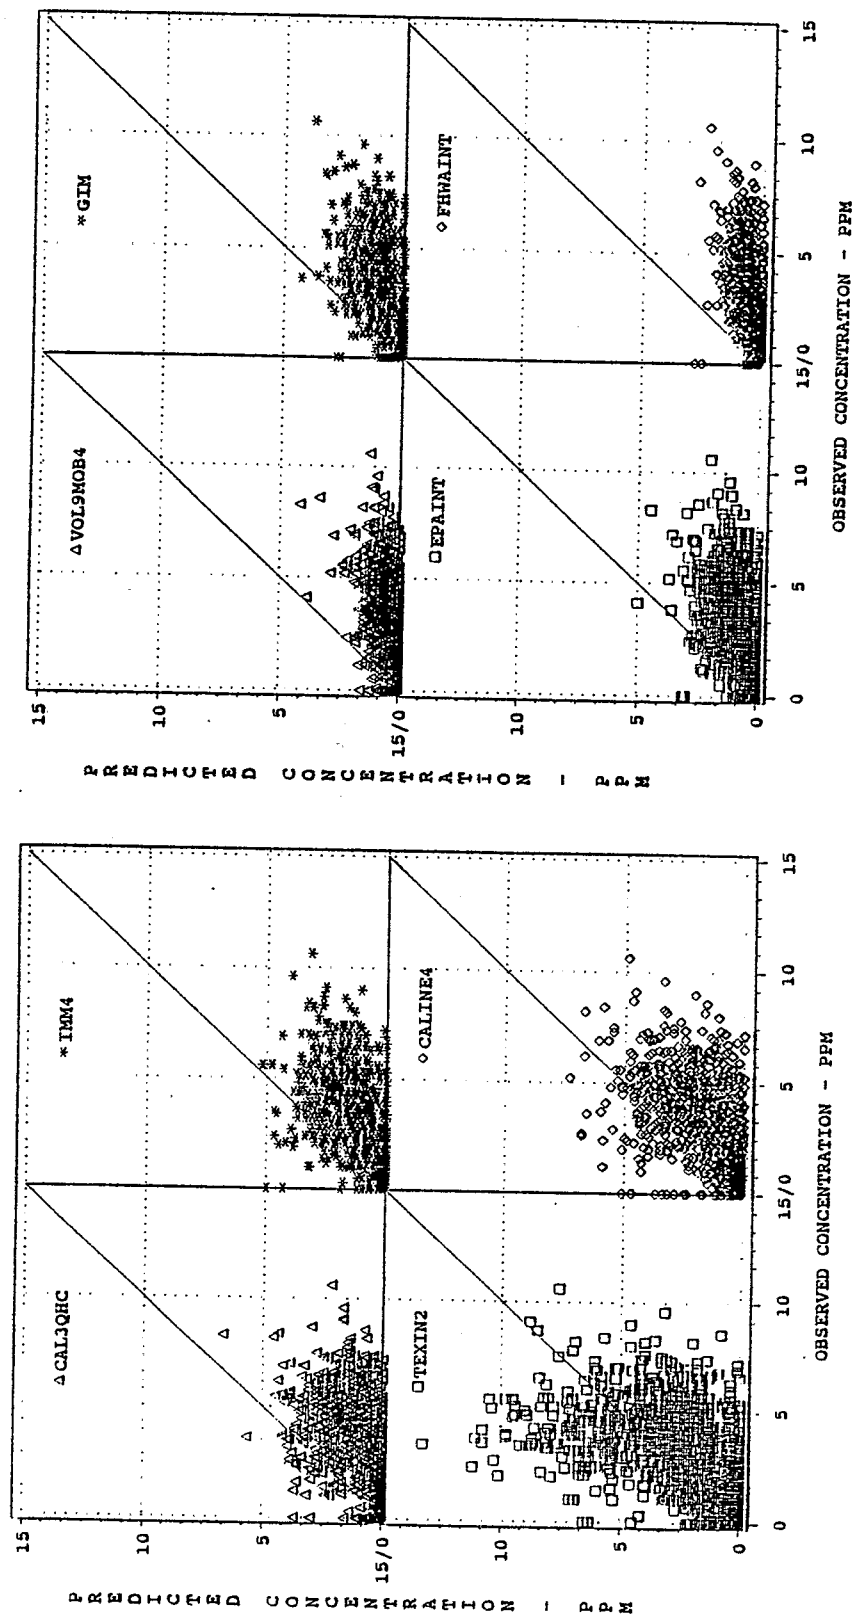 PREDICTED CONCENTRATION - PPM
15
10
5
15/0
10
5
0
△CAL3QHC
*IMM4
□TEXIN2
◇CALINE4
0
5
10
15/0
5
10
15
OBSERVED CONCENTRATION - PPM
PREDICTED CONCENTRATION - PPM
15
10
5
15/0
10
5
0
△VOL9MOB4
*GIM
□EPAINT
◇FHWAINT
0
5
10
15/0
5
10
15
OBSERVED CONCENTRATION - PPM